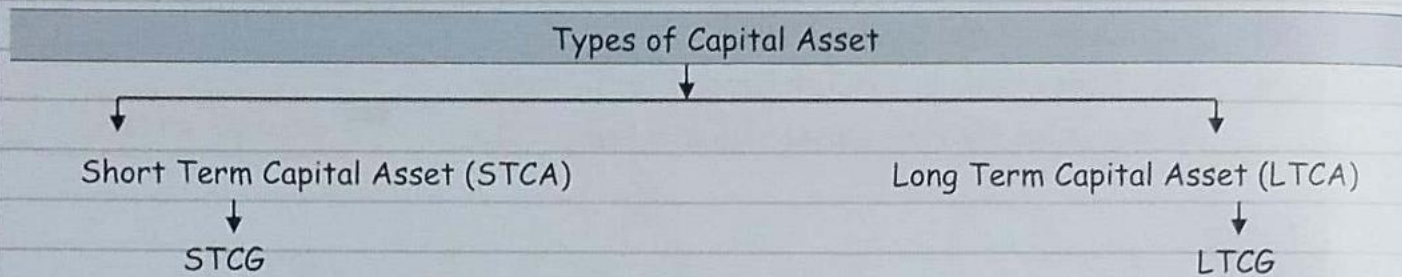 Types of Capital Asset
Short Term Capital Asset (STCA) Long Term Capital Asset (LTCA)
STCG LTCG